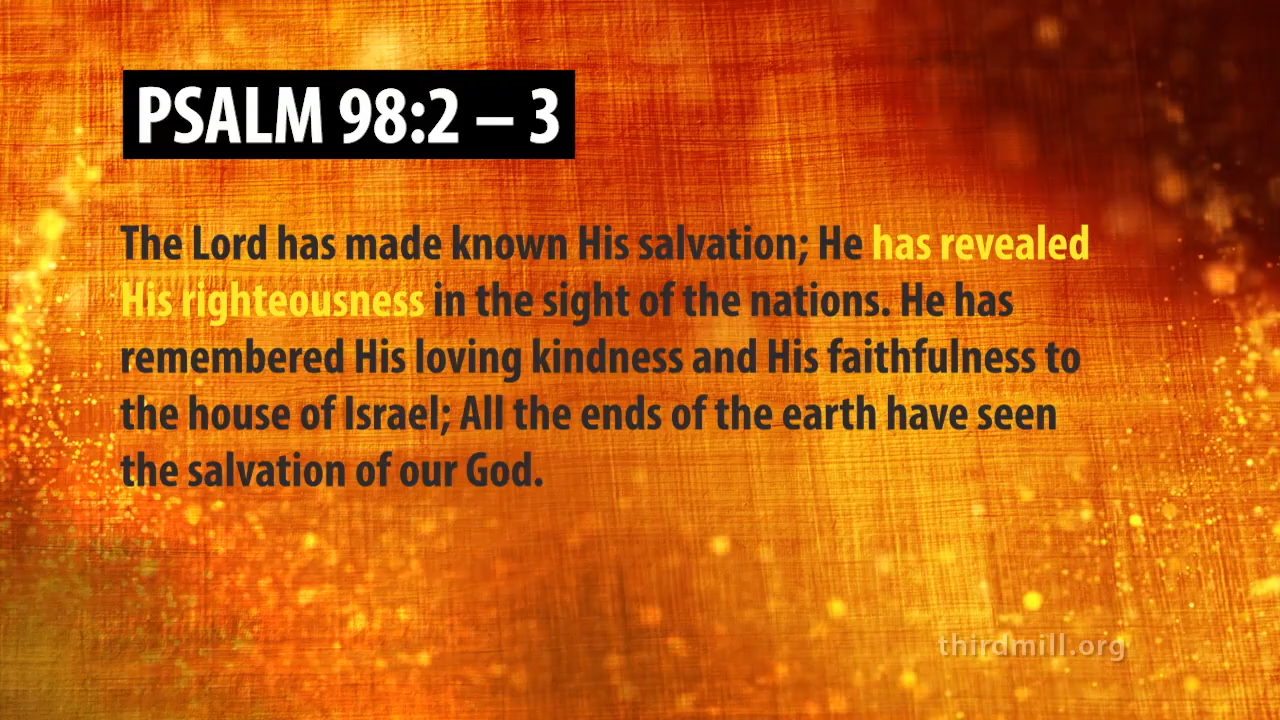 PSALM 98:2 – 3
The Lord has made known His salvation; He has revealed
His righteousness in the sight of the nations. He has
remembered His loving kindness and His faithfulness to
the house of Israel; All the ends of the earth have seen
the salvation of our God.
thirdmill.org